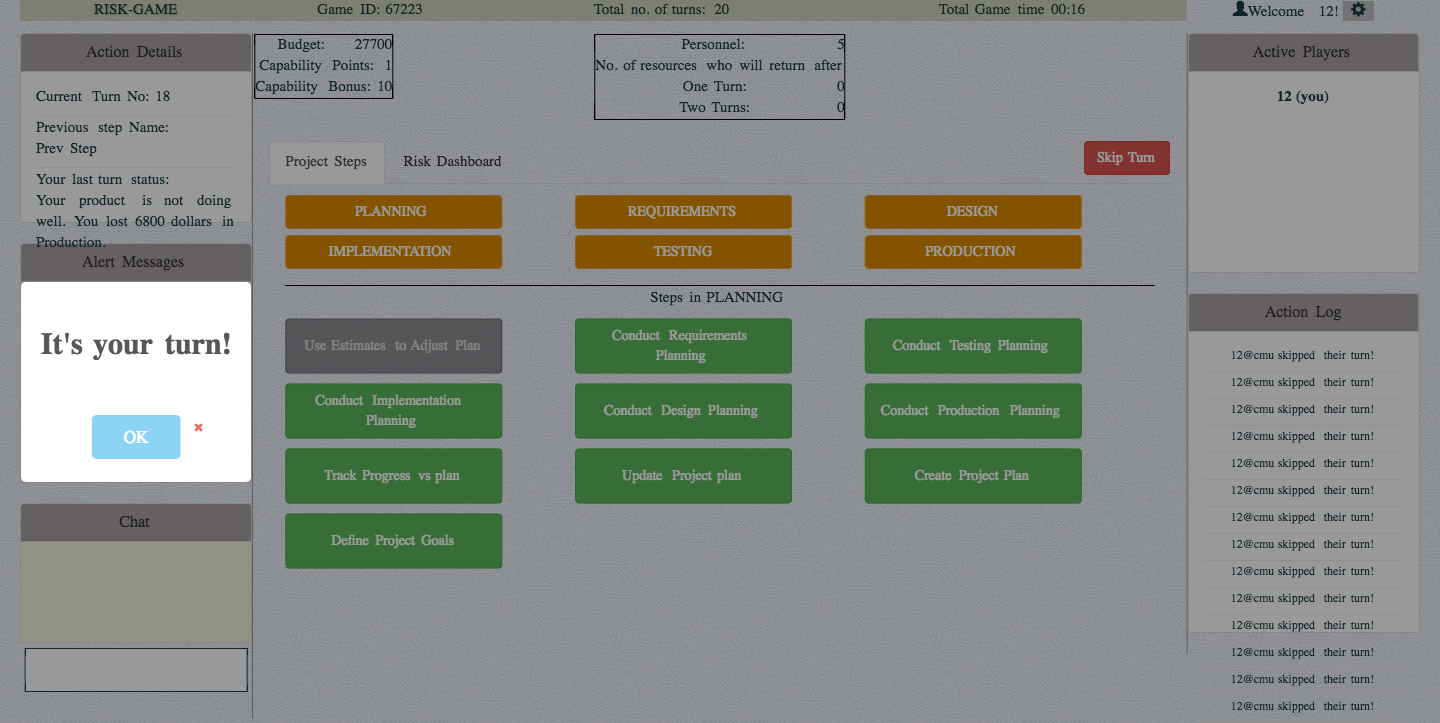 RISK-GAME
Game ID: 67223
Total no. of turns: 20
Total Game time 00:16
Welcome 12!
Action Details
Current Turn No: 18
Previous step Name:
Prev Step
Your last turn status:
Your product is not doing
well. You lost 6800 dollars in
Production.
Alert Messages
It's your turn!
OK
Chat
Budget: 27700
Capability Points: 1
Capability Bonus: 10
Personnel: 5
No. of resources who will return after
One Turn: 0
Two Turns: 0
Project Steps
Risk Dashboard
Skip Turn
PLANNING
REQUIREMENTS
DESIGN
IMPLEMENTATION
TESTING
PRODUCTION
Steps in PLANNING
Use Estimates to Adjust Plan
Conduct Requirements
Planning
Conduct Testing Planning
Conduct Implementation
Planning
Conduct Design Planning
Conduct Production Planning
Track Progress vs plan
Update Project plan
Create Project Plan
Define Project Goals
Active Players
12 (you)
Action Log
12@cmu skipped their turn!
12@cmu skipped their turn!
12@cmu skipped their turn!
12@cmu skipped their turn!
12@cmu skipped their turn!
12@cmu skipped their turn!
12@cmu skipped their turn!
12@cmu skipped their turn!
12@cmu skipped their turn!
12@cmu skipped their turn!
12@cmu skipped their turn!
12@cmu skipped their turn!
12@cmu skipped their turn!
12@cmu skipped their turn!